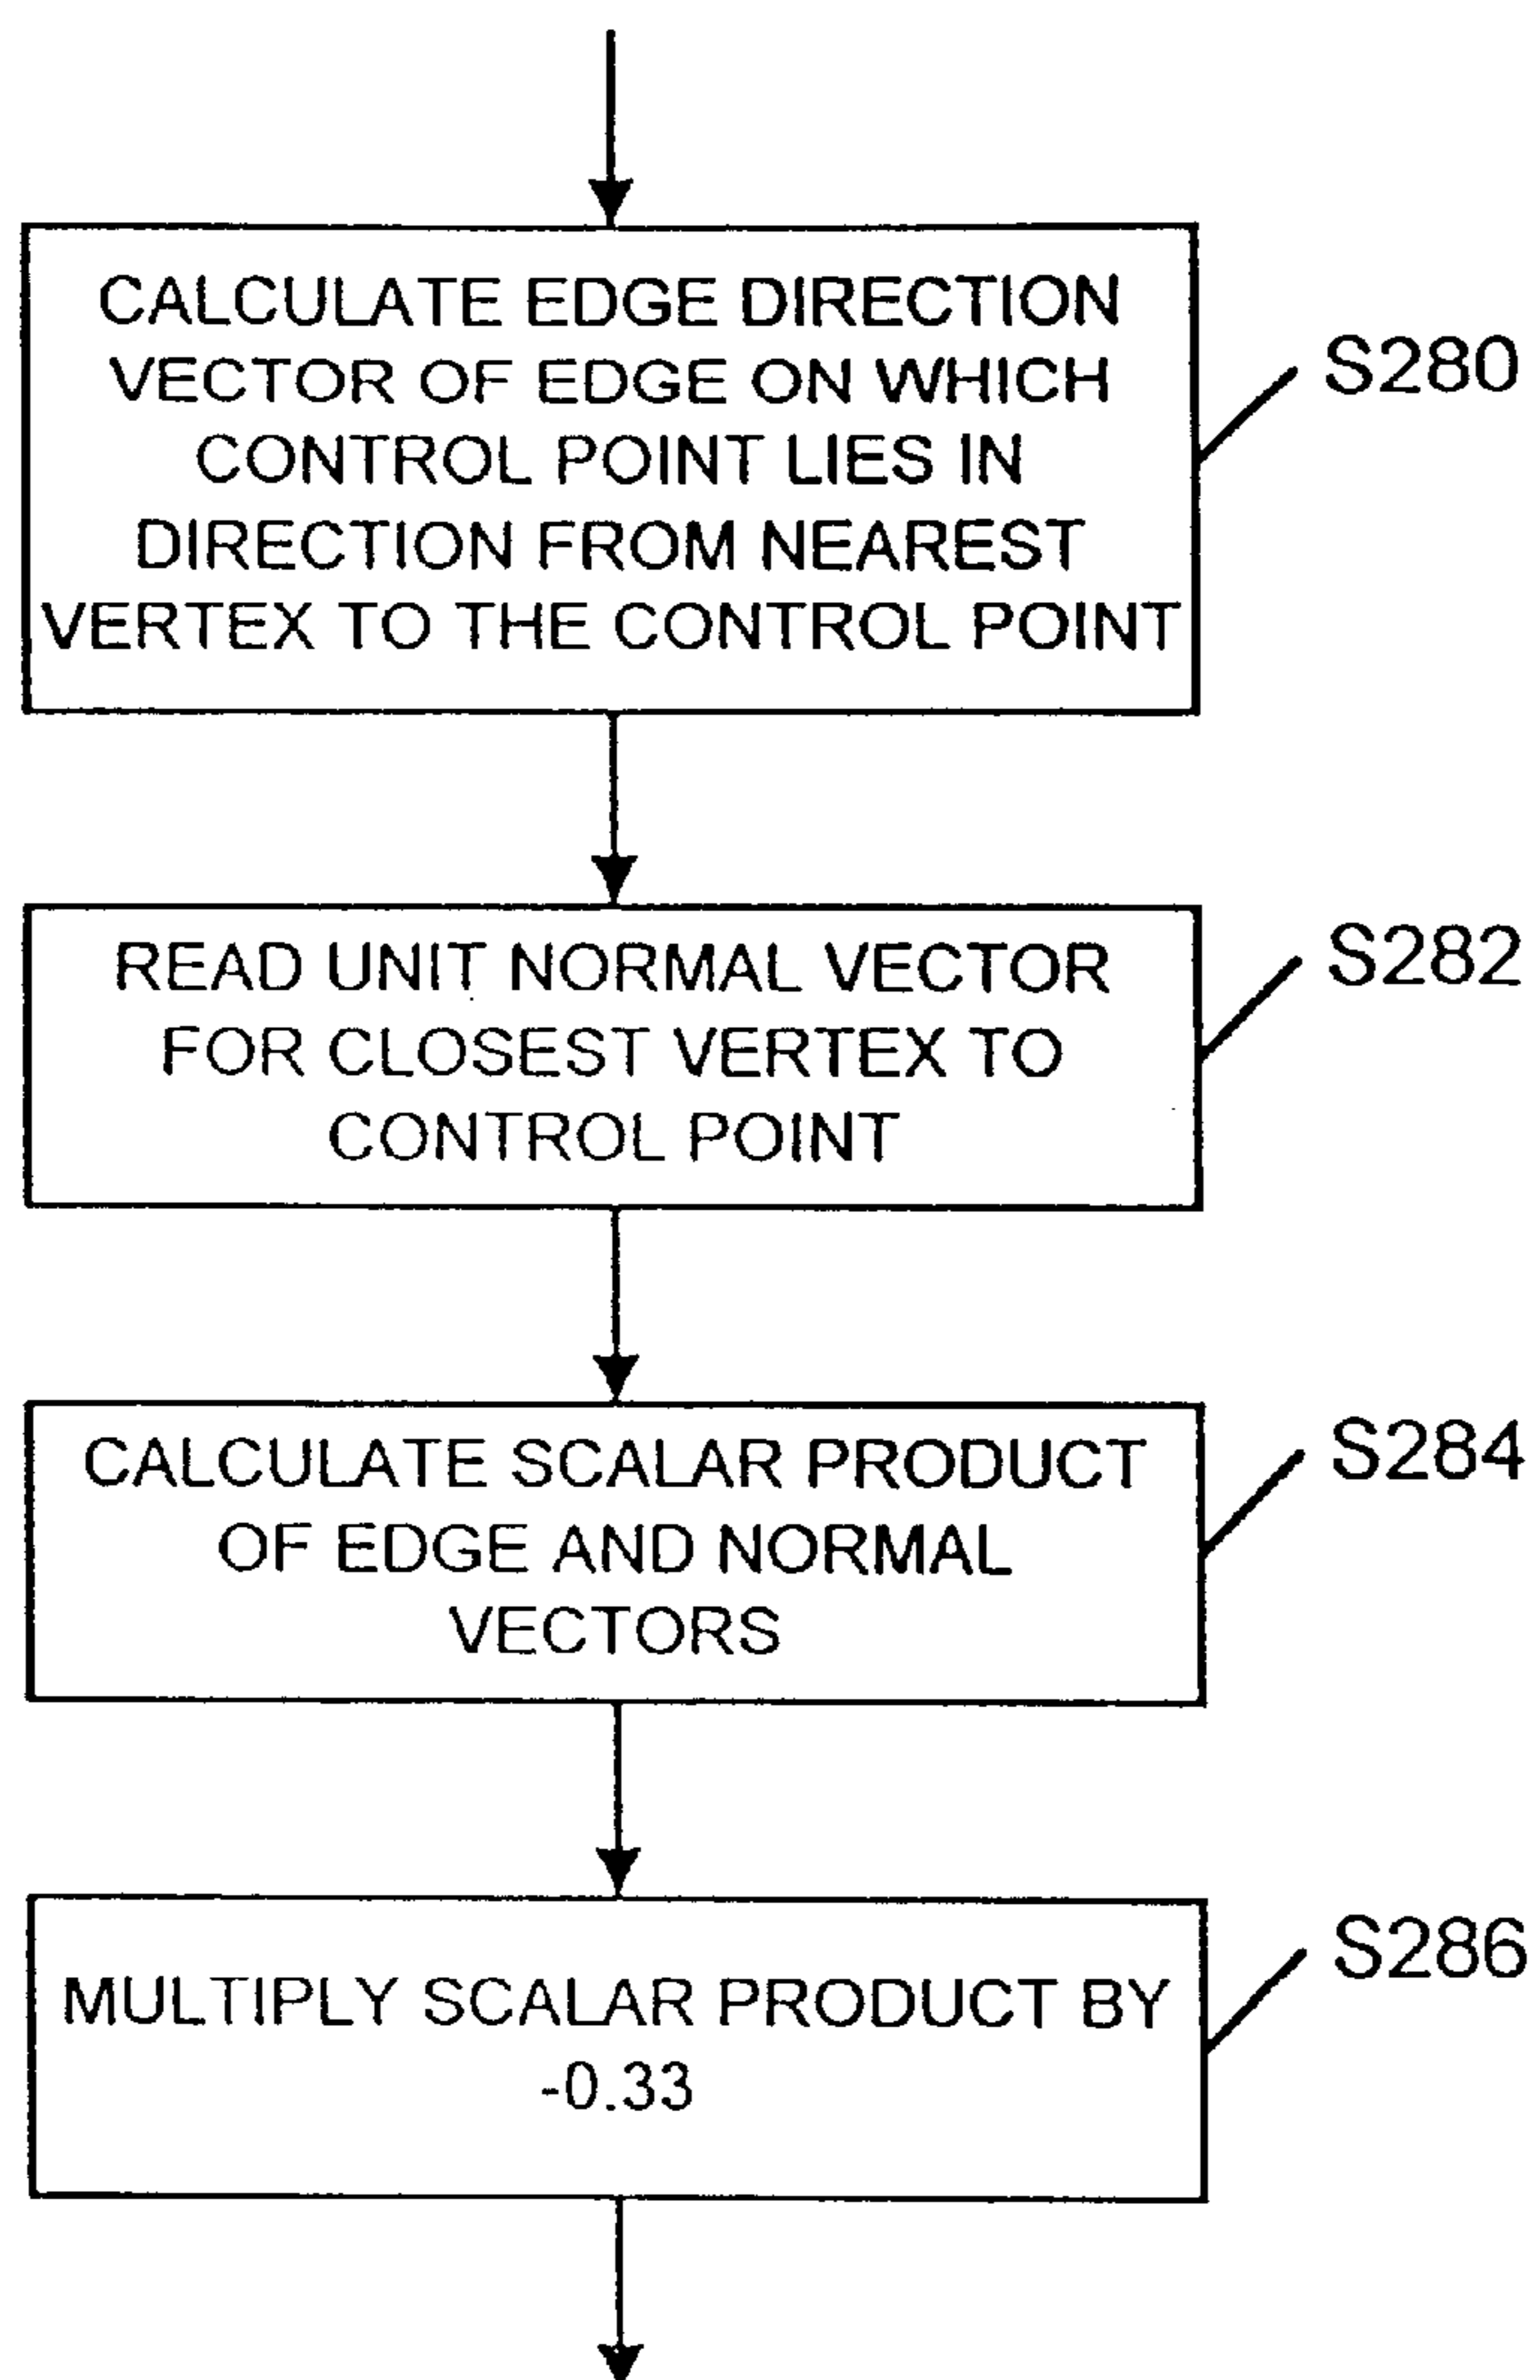 CALCULATE EDGE DIRECTION
VECTOR OF EDGE ON WHICH
CONTROL POINT LIES IN
DIRECTION FROM NEAREST
VERTEX TO THE CONTROL POINT
S280
READ UNIT NORMAL VECTOR
FOR CLOSEST VERTEX TO
CONTROL POINT
S282
CALCULATE SCALAR PRODUCT
OF EDGE AND NORMAL
VECTORS
S284
MULTIPLY SCALAR PRODUCT BY
-0.33
S286